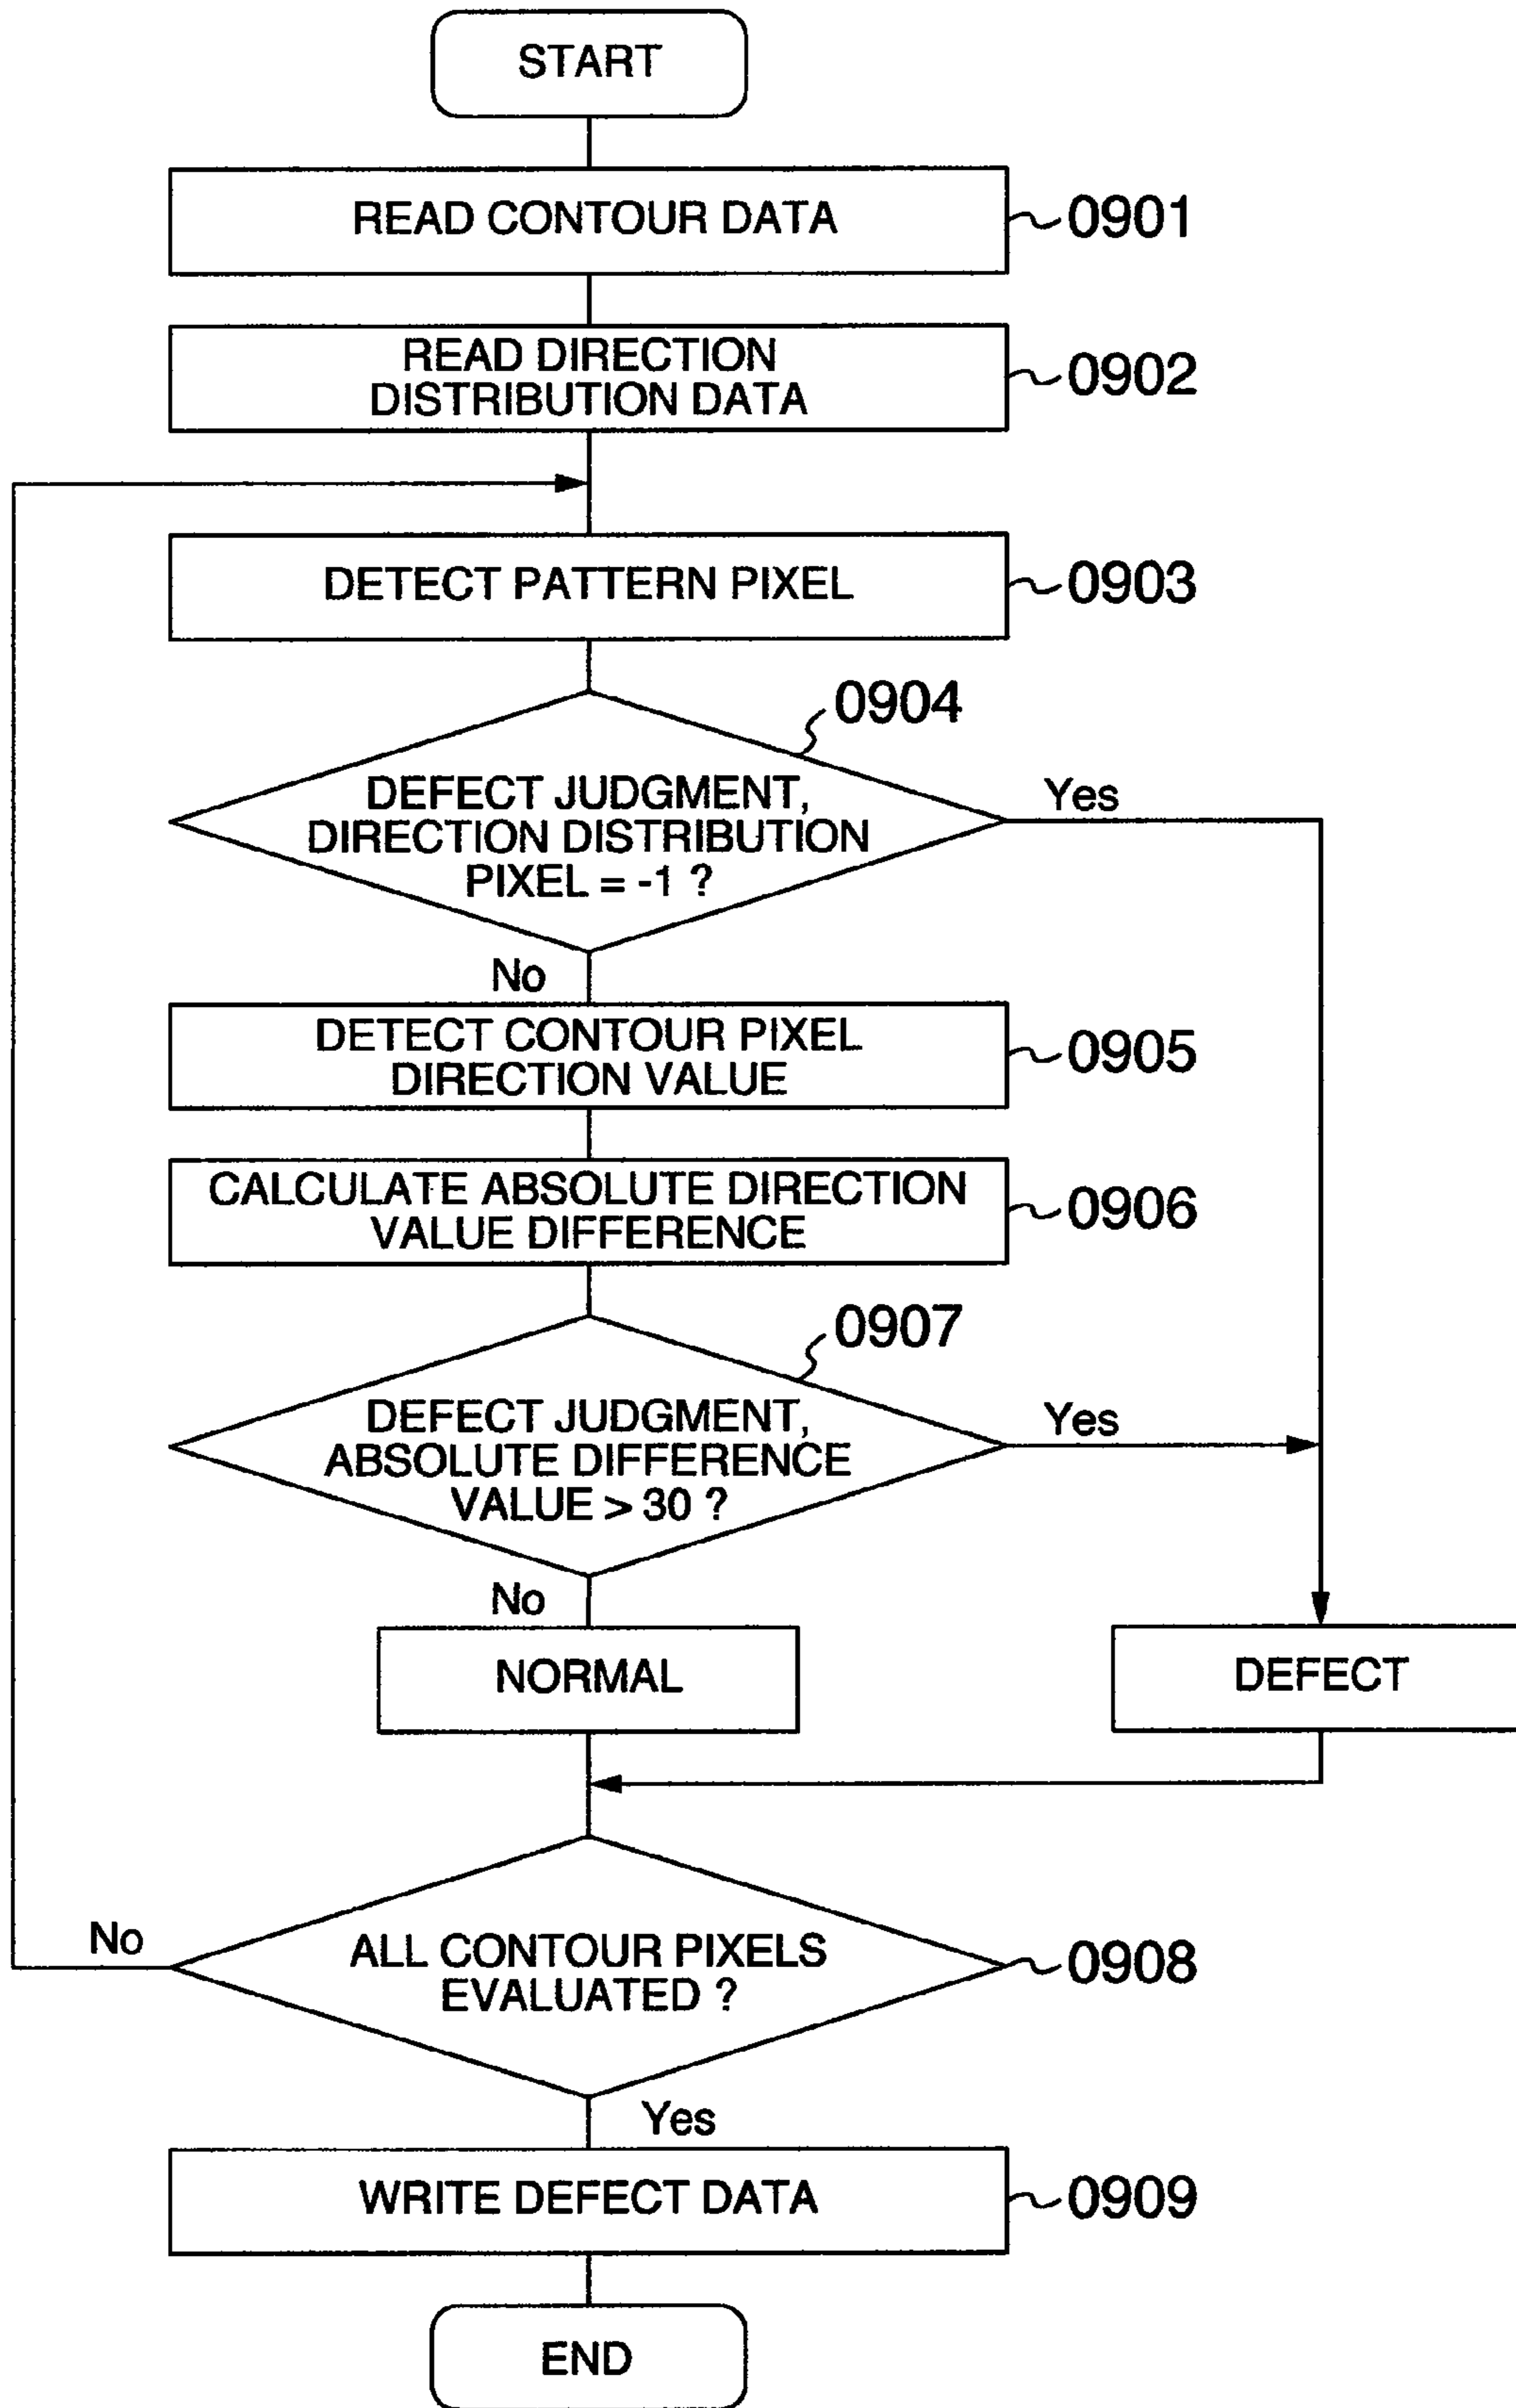 START
READ CONTOUR DATA
0901
READ DIRECTION
DISTRIBUTION DATA
0902
DETECT PATTERN PIXEL
0903
0904
DEFECT JUDGMENT,
DIRECTION DISTRIBUTION
PIXEL = -1 ?
Yes
No
DETECT CONTOUR PIXEL
DIRECTION VALUE
0905
CALCULATE ABSOLUTE DIRECTION
VALUE DIFFERENCE
0906
0907
DEFECT JUDGMENT,
ABSOLUTE DIFFERENCE
VALUE > 30 ?
Yes
No
NORMAL
DEFECT
No
ALL CONTOUR PIXELS
EVALUATED ?
0908
Yes
WRITE DEFECT DATA
0909
END